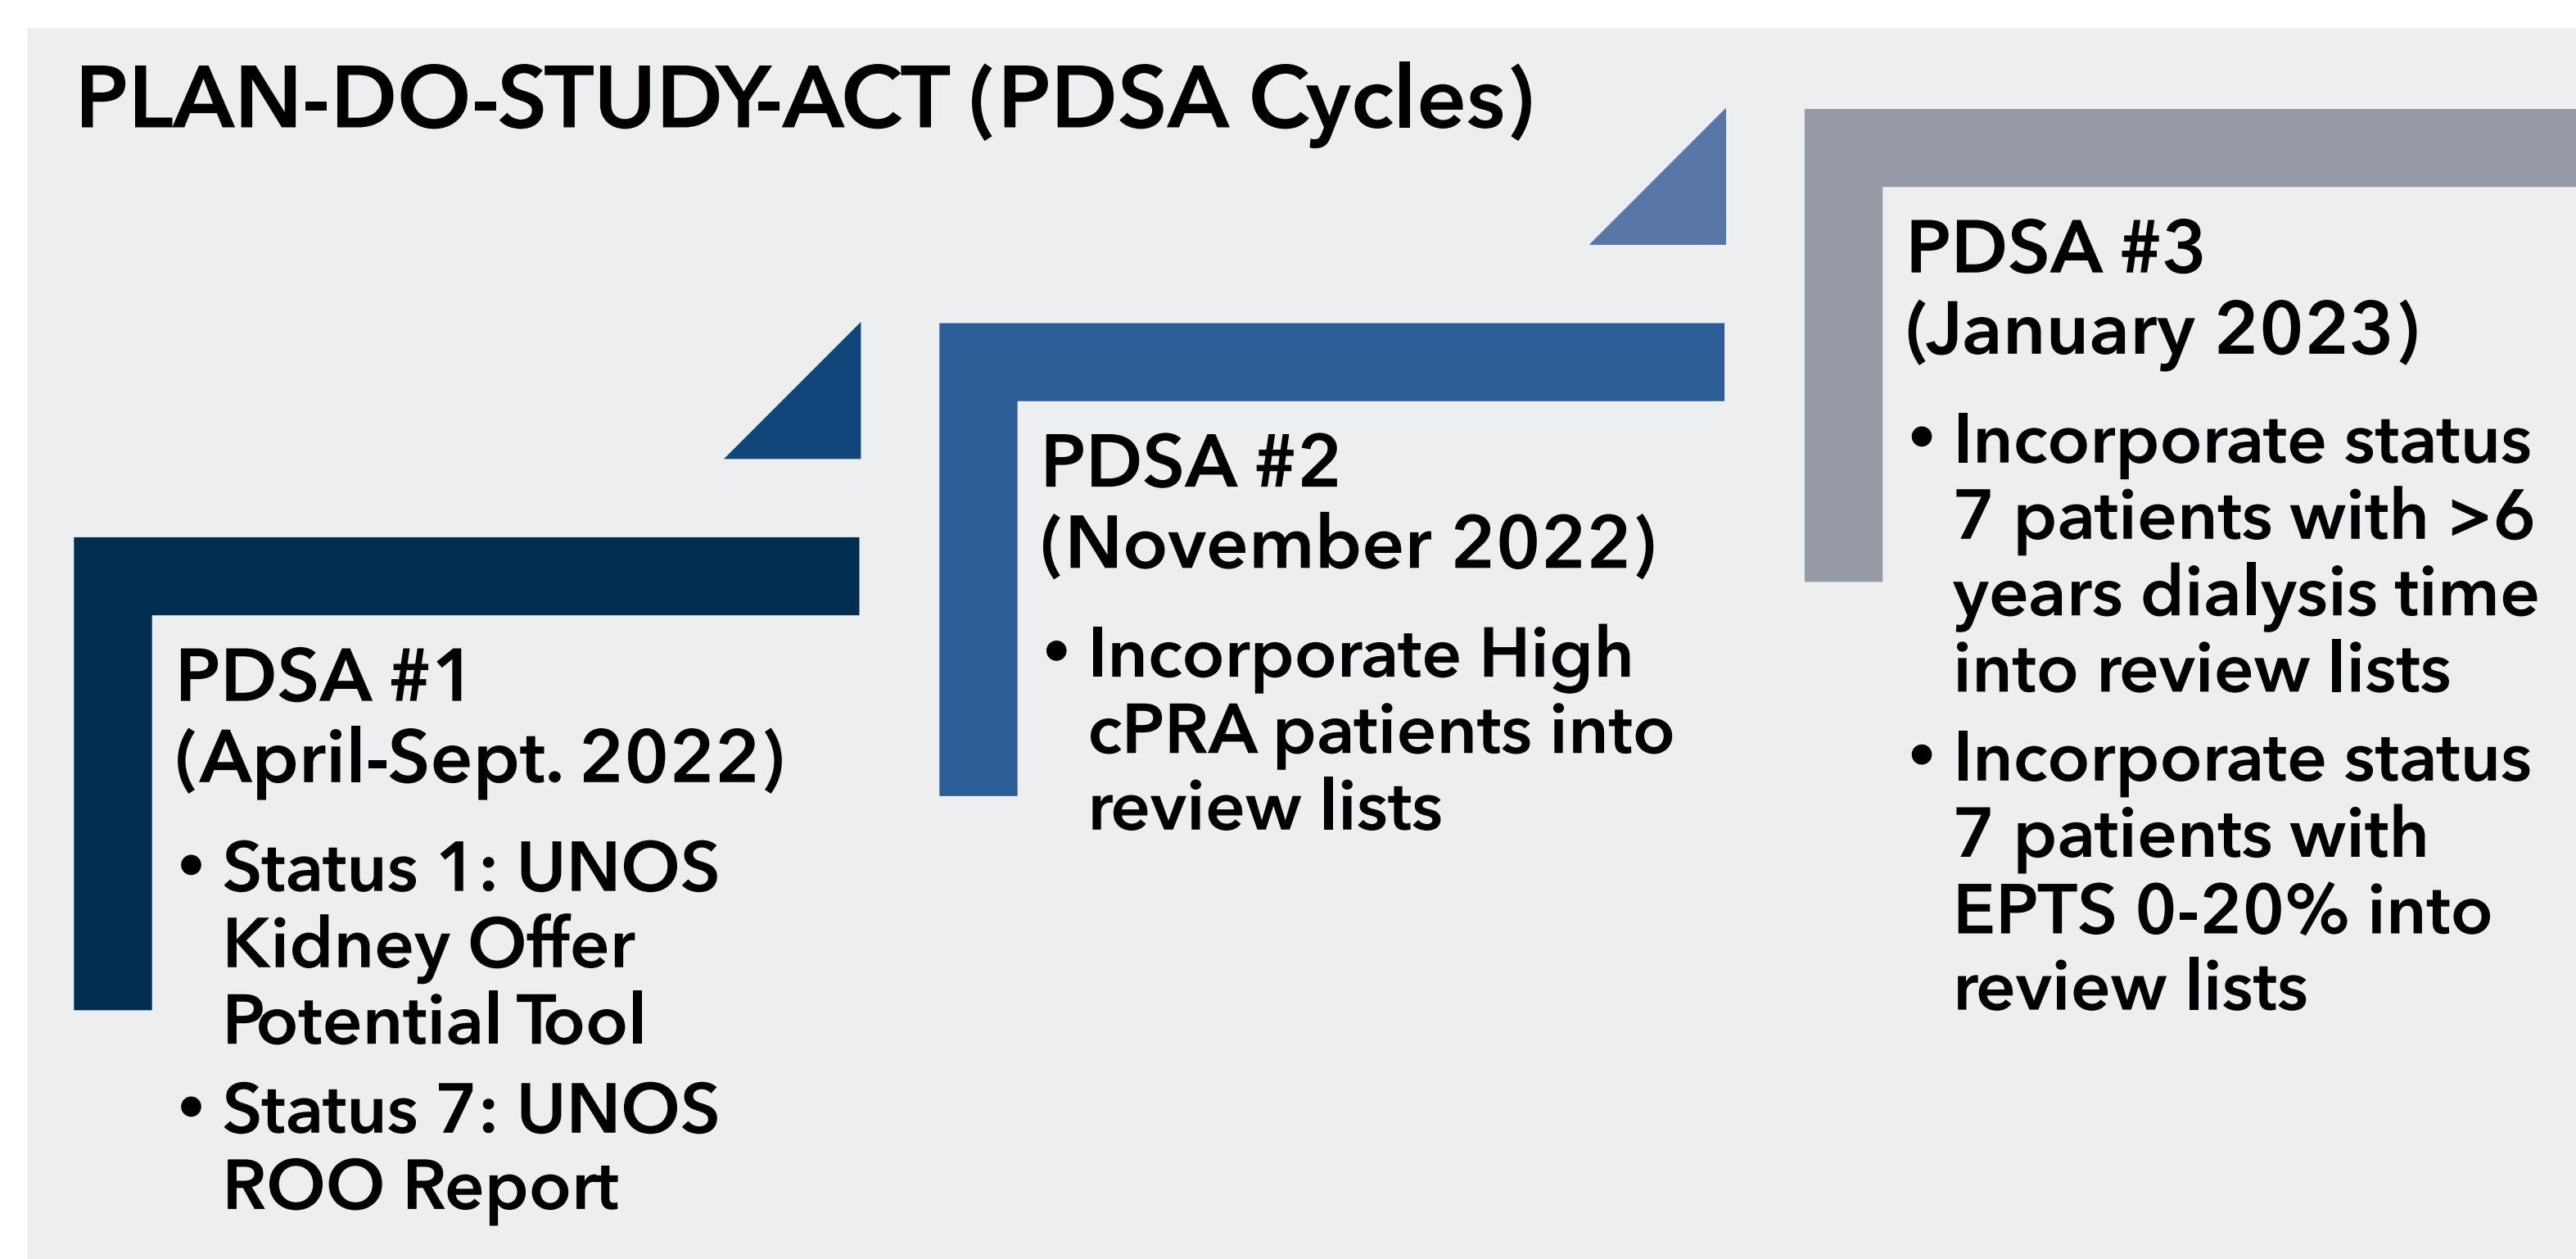 PLAN-DO-STUDY-ACT (PDSA Cycles)
PDSA #1
(April-Sept. 2022)
• Status 1: UNOS
Kidney Offer
Potential Tool
• Status 7: UNOS
ROO Report
PDSA #2
(November 2022)
• Incorporate High
cPRA patients into
review lists
PDSA #3
(January 2023)
• Incorporate status
7 patients with >6
years dialysis time
into review lists
• Incorporate status
7 patients with
EPTS 0-20% into
review lists